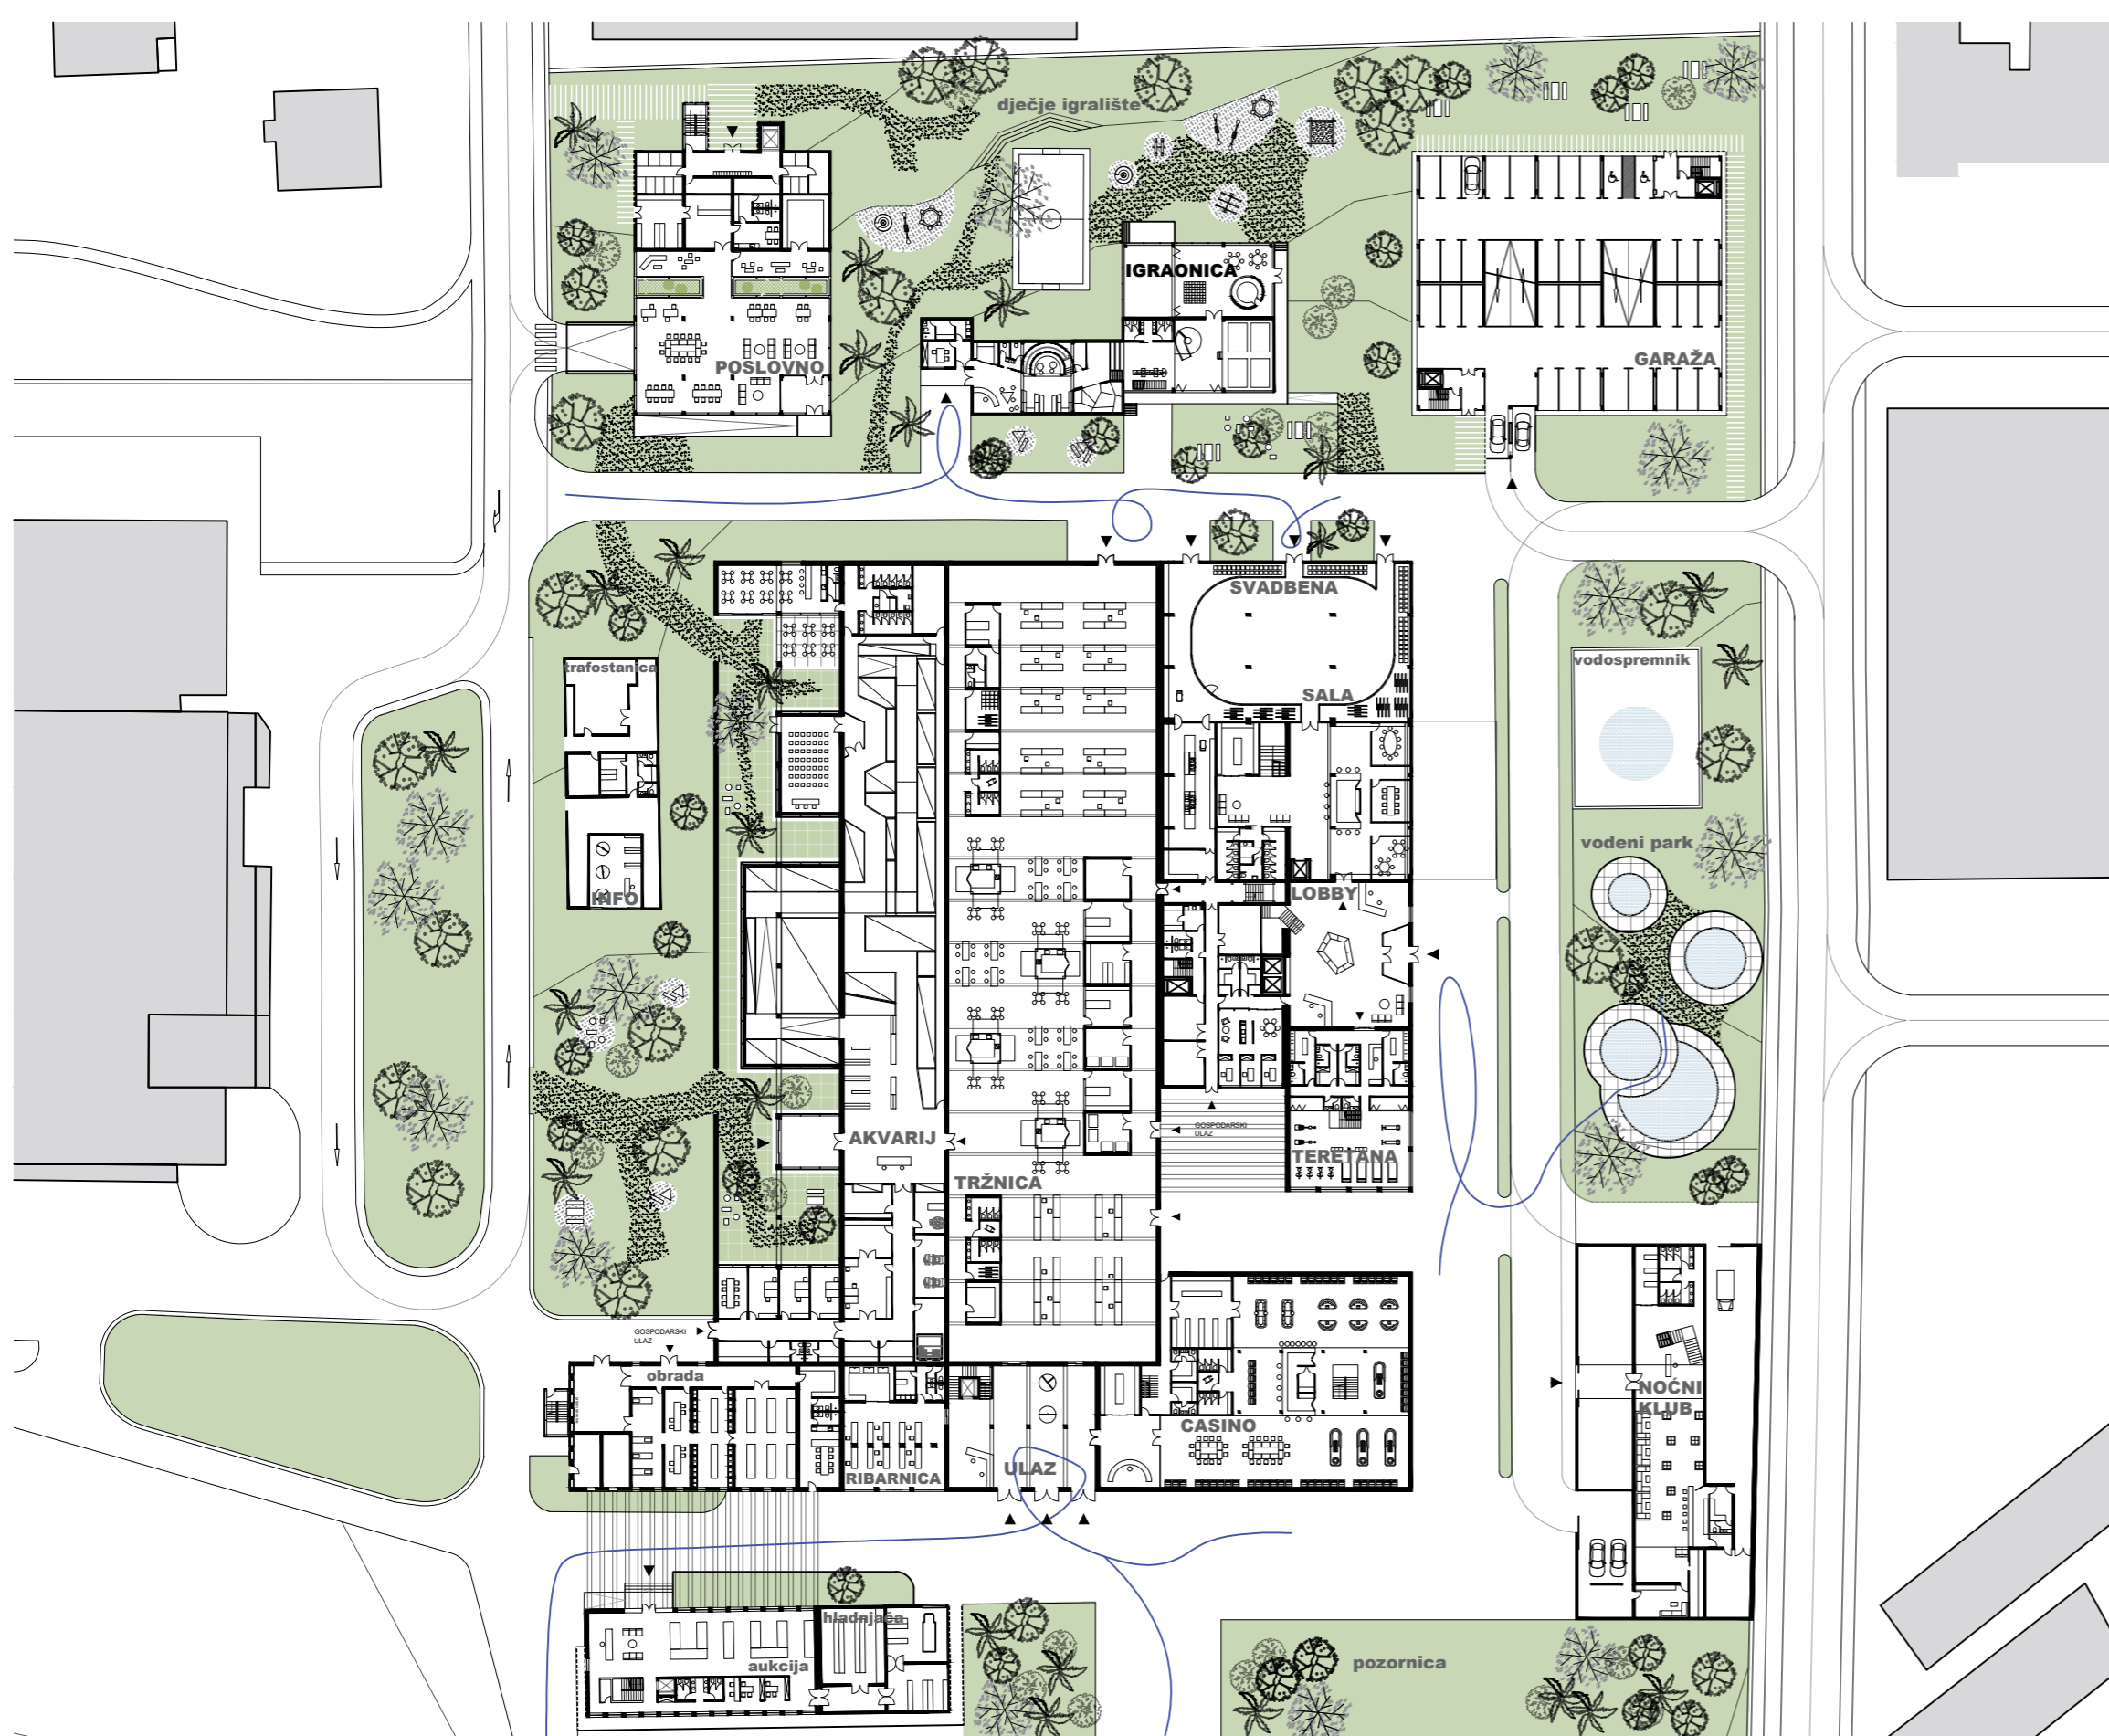 dječje igralište
IGRAONICA
POSLOVNO
GARAŽA
SVADBENA
SALA
trafostanica
vodospremnik
vodeni park
INFO
LOBBY
AKVARIJ
GOSPODARSKI
ULAZ
TERETANA
TRŽNICA
GOSPODARSKI
ULAZ
obrada
NOĆNI
KLUB
CASINO
RIBARNICA
ULAZ
hladnjača
aukcija
pozornica